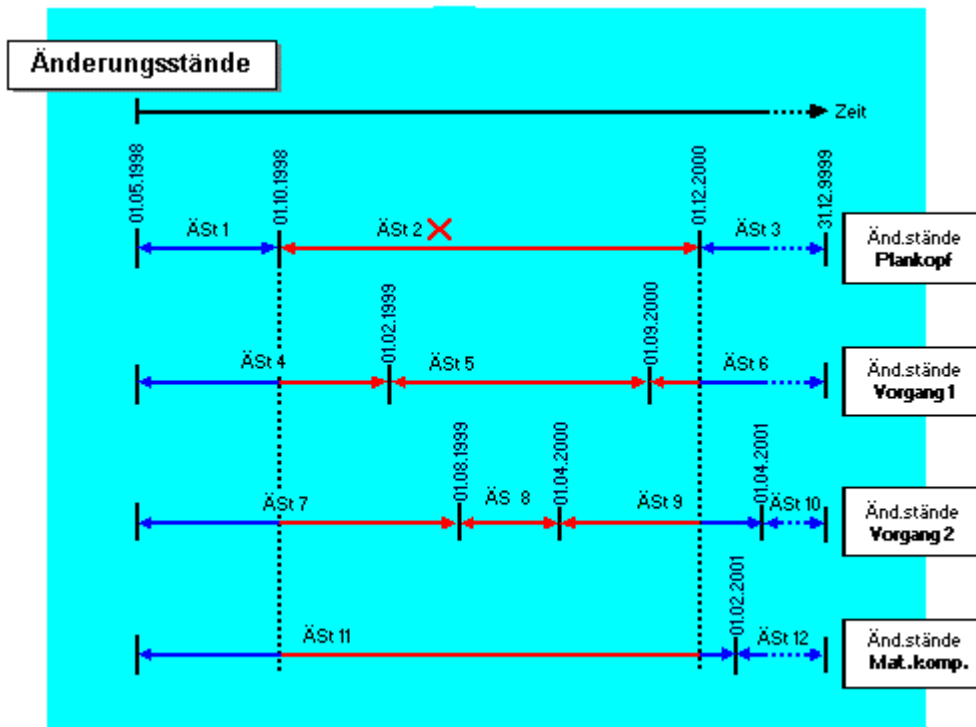 Änderungsstände
Zeit
01.05.1998
01.10.1998
01.12.2000
31.12.9999
ÄSt 1
ÄSt 2
ÄSt 3
Änd.stände
Plankopf
01.02.1999
01.09.2000
ÄSt 4
ÄSt 5
ÄSt 6
Änd.stände
Vorgang 1
01.08.1999
01.04.2000
01.04.2001
ÄSt 7
ÄS 8
ÄSt 9
ÄSt 10
Änd.stände
Vorgang 2
01.02.2001
ÄSt 11
ÄSt 12
Änd.stände
Mat.komp.